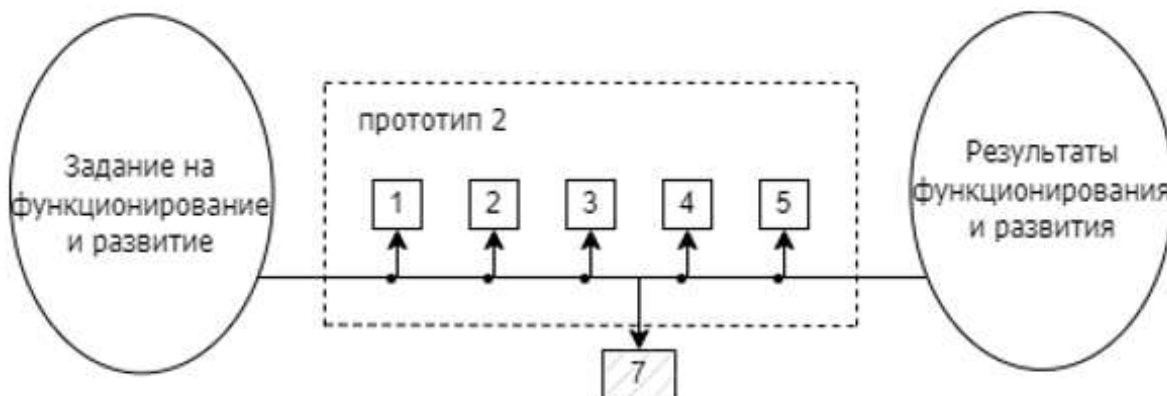 Задание на
функционирование
и развитие
прототип 2
1
2
3
4
5
7
Результаты
функционирования
и развития